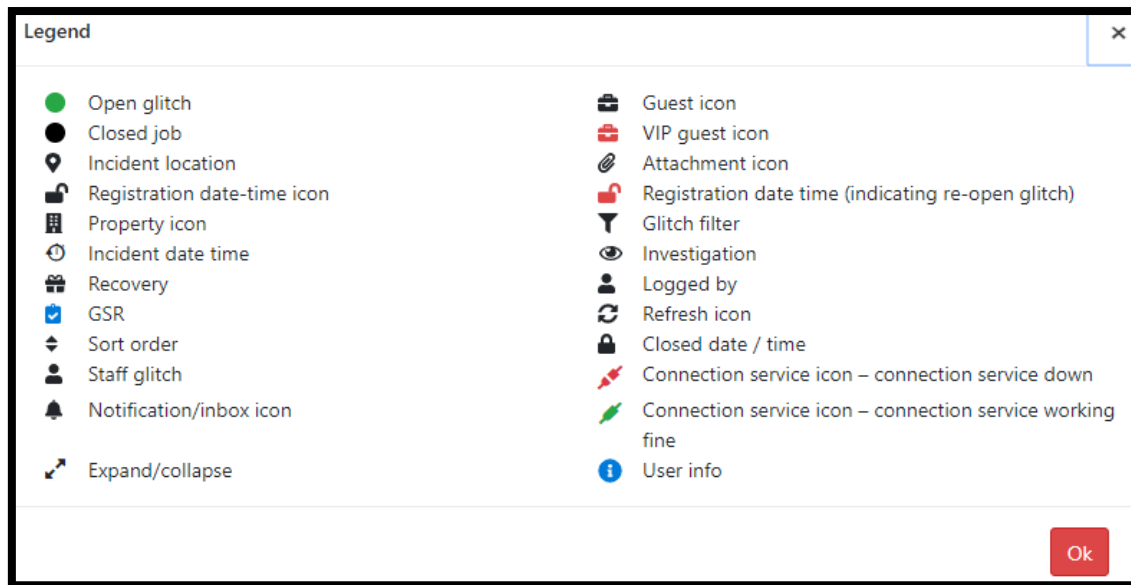 Legend
×
Open glitch
Closed job
Incident location
Registration date-time icon
Property icon
Incident date time
Recovery
GSR
Sort order
Staff glitch
Notification/inbox icon
Expand/collapse
Guest icon
VIP guest icon
Attachment icon
Registration date time (indicating re-open glitch)
Glitch filter
Investigation
Logged by
Refresh icon
Closed date / time
Connection service icon – connection service down
Connection service icon – connection service working
fine
User info
Ok